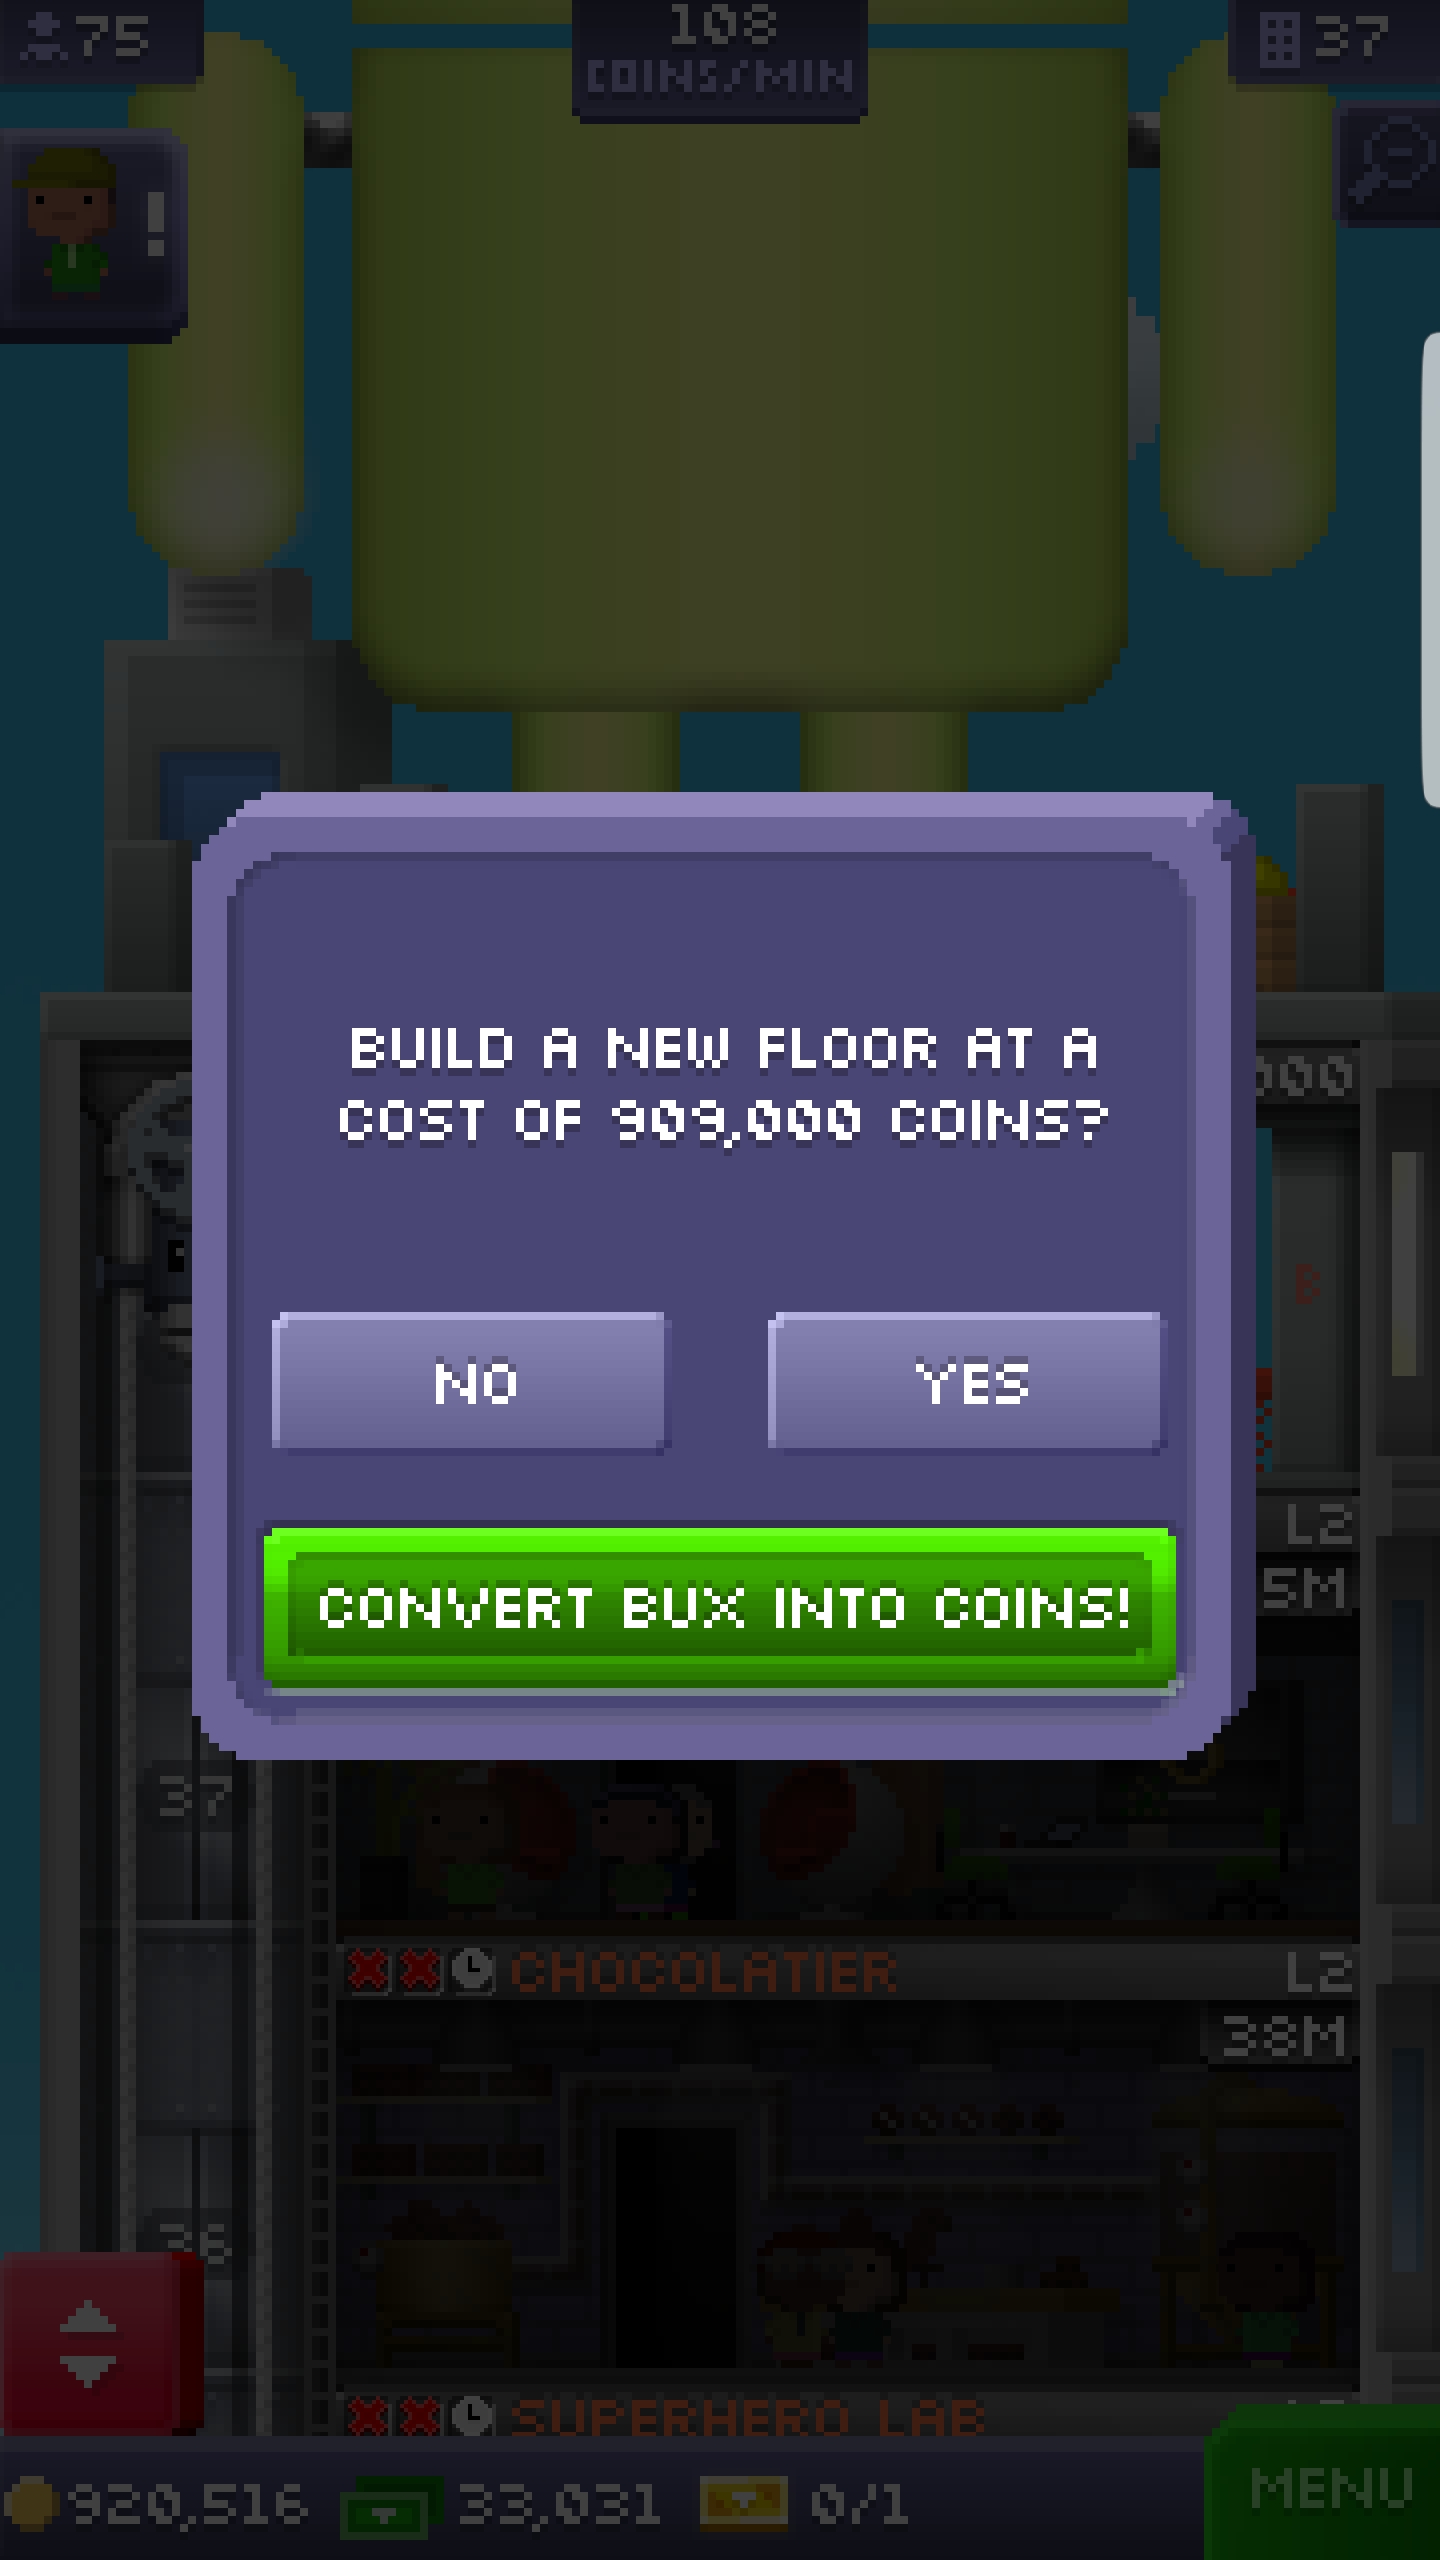 75
108
COINS/MIN
37
!
BUILD A NEW FLOOR AT A
COST OF 909,000 COINS?
000
B
NO
YES
L2
CONVERT BUX INTO COINS!
5M
37
CHOCOLATIER
L2
38M
36
SUPERHERO LAB
920,516
33,031
0/1
MENU